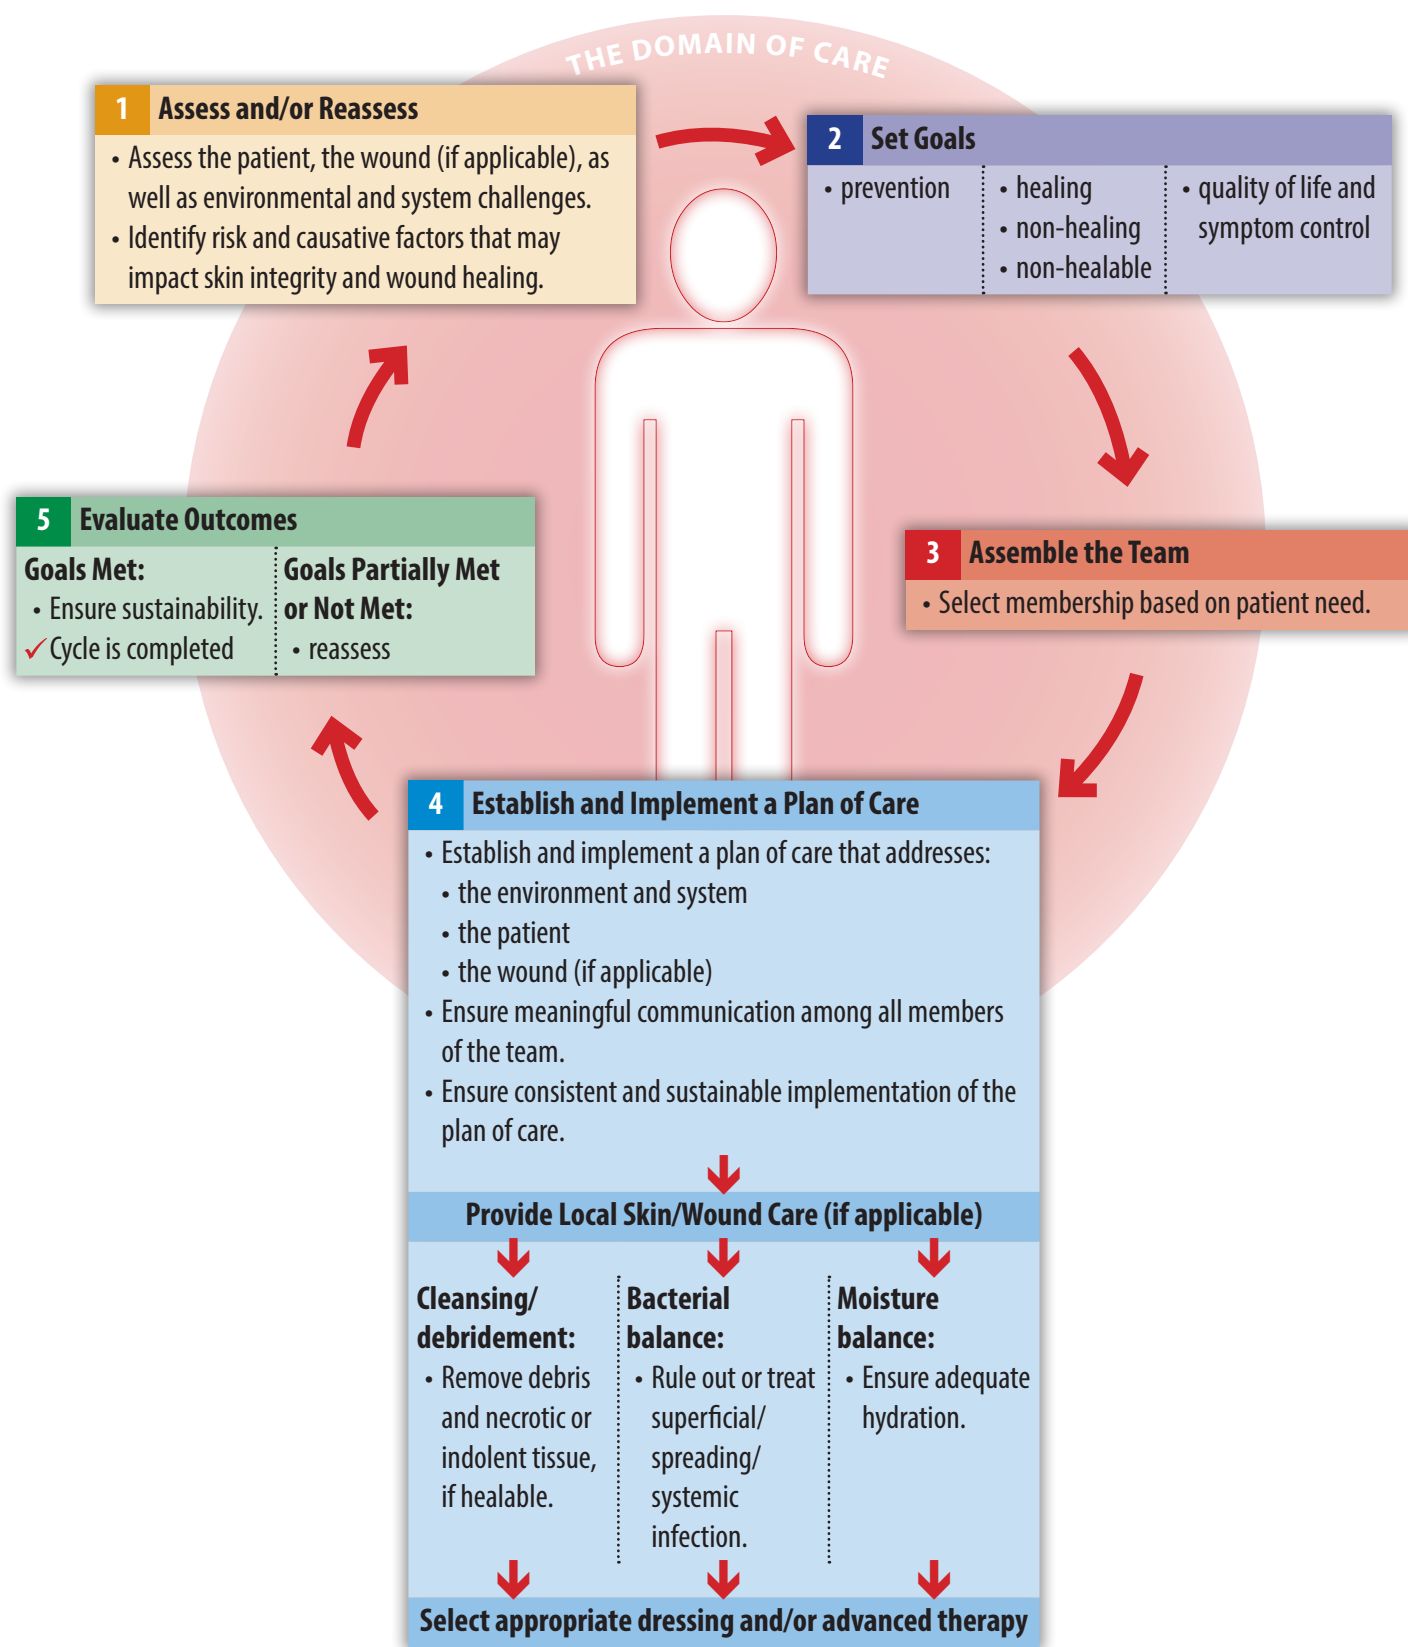 THE DOMAIN OF CARE
1 Assess and/or Reassess
• Assess the patient, the wound (if applicable), as
well as environmental and system challenges.
• Identify risk and causative factors that may
impact skin integrity and wound healing.
2 Set Goals
• prevention
• healing
• non-healing
• non-healable
• quality of life and
symptom control
3 Assemble the Team
• Select membership based on patient need.
4 Establish and Implement a Plan of Care
• Establish and implement a plan of care that addresses:
• the environment and system
• the patient
• the wound (if applicable)
• Ensure meaningful communication among all members
of the team.
• Ensure consistent and sustainable implementation of the
plan of care.
Provide Local Skin/Wound Care (if applicable)
Cleansing/
debridement:
• Remove debris
and necrotic or
indolent tissue,
if healable.
Bacterial
balance:
• Rule out or treat
superficial/
spreading/
systemic
infection.
Moisture
balance:
• Ensure adequate
hydration.
Select appropriate dressing and/or advanced therapy
5 Evaluate Outcomes
Goals Met:
• Ensure sustainability.
✓ Cycle is completed
Goals Partially Met
or Not Met:
• reassess